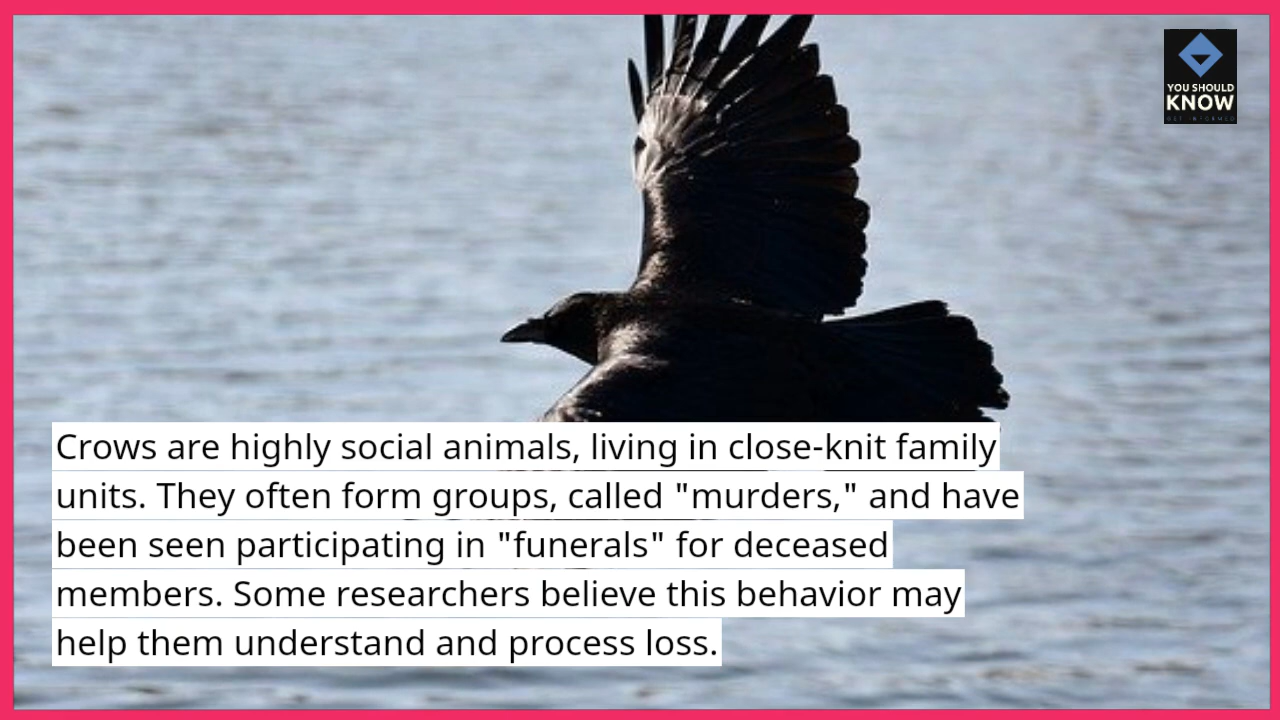 YOU SHOULD
KNOW
GET INFORMED
Crows are highly social animals, living in close-knit family
units. They often form groups, called "murders," and have
been seen participating in "funerals" for deceased
members. Some researchers believe this behavior may
help them understand and process loss.